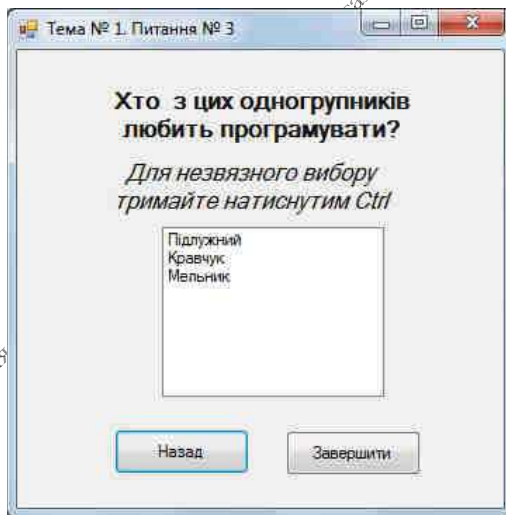 Тема № 1. Питання № 3
Хто з цих одногрупників
любить програмувати?
Для незвязного вибору
тримайте натиснутим Ctrl
Підлужний
Кравчук
Мельник
Назад
Завершити